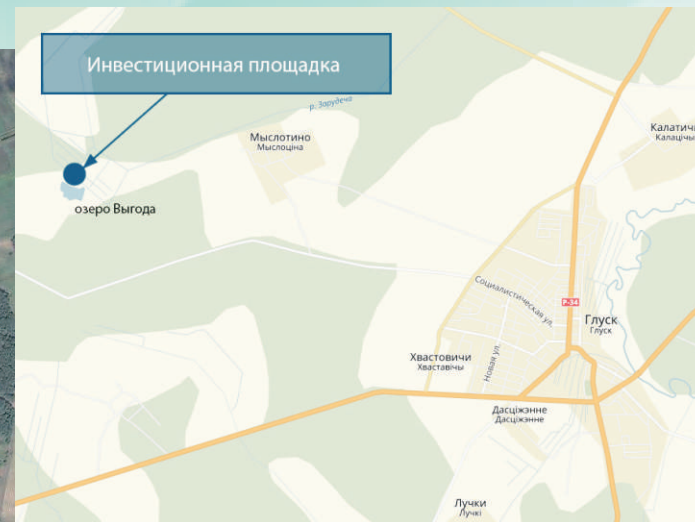 Инвестиционная площадка
р. Зарудеча
Мыслотино
Мыслоціна
Калатичи
Калацічы
озеро Выгода
Социалистическая ул.
Р-34
Глуск
Глуск
Хвастовичи
Хваставічы
Новая ул.
Дасціжэнне
Дасціжэнне
Лучки
Лучкі